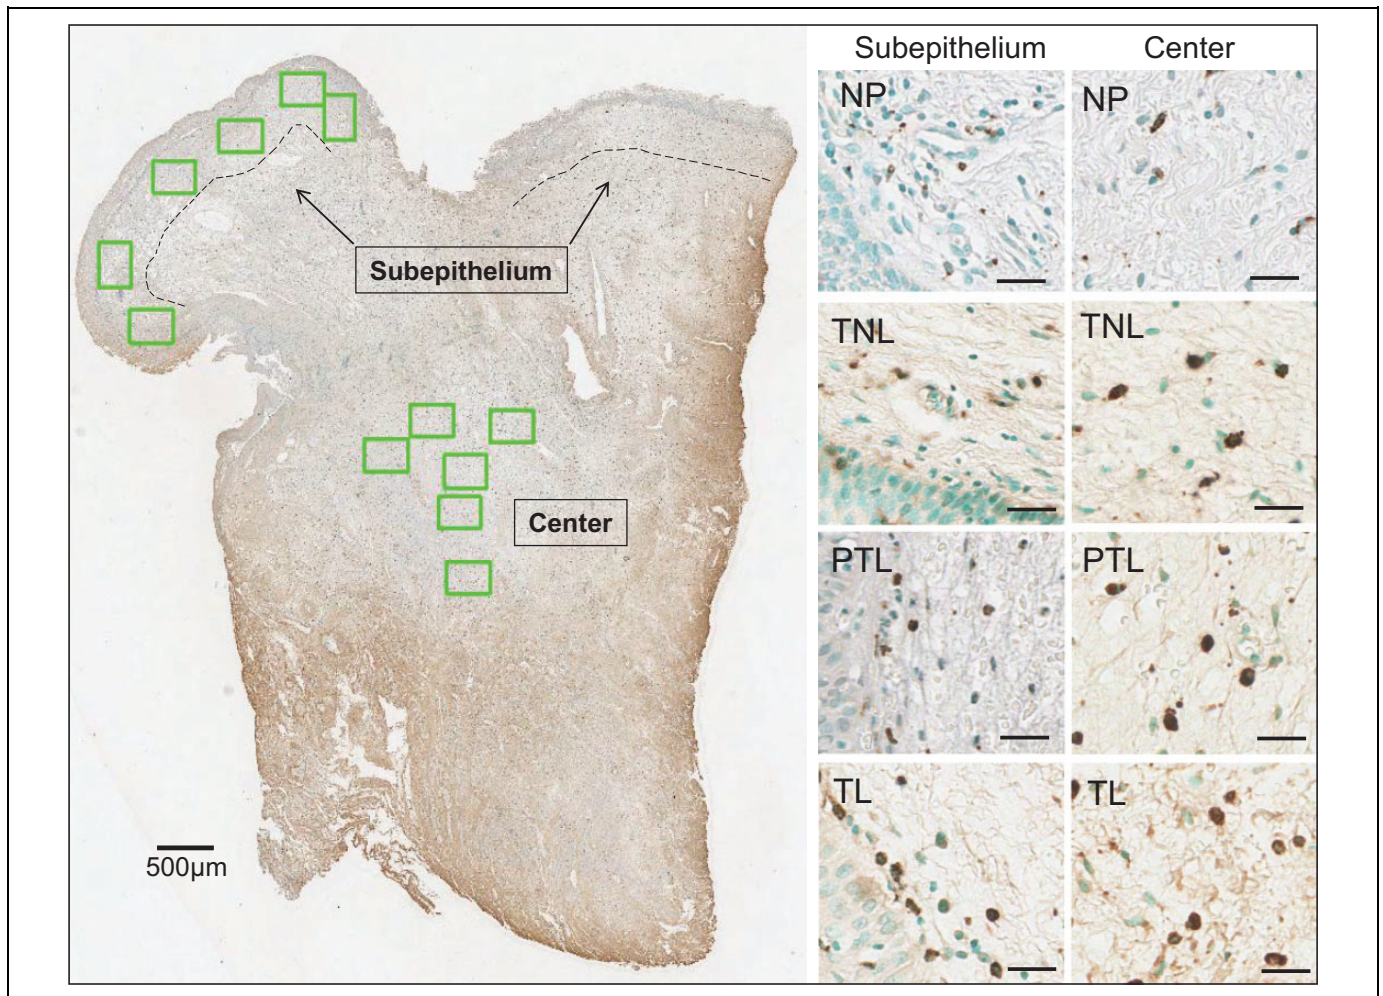 Subepithelium Center
NP NP
Subepithelium
TNL TNL
Center
PTL PTL
TL TL
500µm